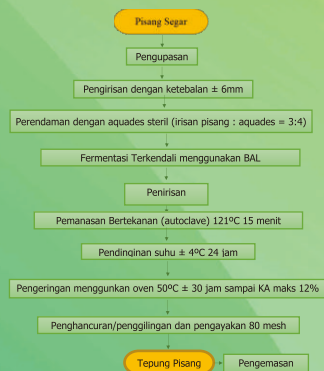 Pisang Segar
Pengupasan
Pengirisan dengan ketebalan ± 6mm
Perendaman dengan aquades steril (irisan pisang : aquades = 3:4)
Fermentasi Terkendali menggunakan BAL
Penirisan
Pemanasan Bertekanan (autoclave) 121ºC 15 menit
Pendinginan suhu ± 4ºC 24 jam
Pengeringan menggunkan oven 50ºC ± 30 jam sampai KA maks 12%
Penghancuran/penggilingan dan pengayakan 80 mesh
Tepung Pisang
Pengemasan